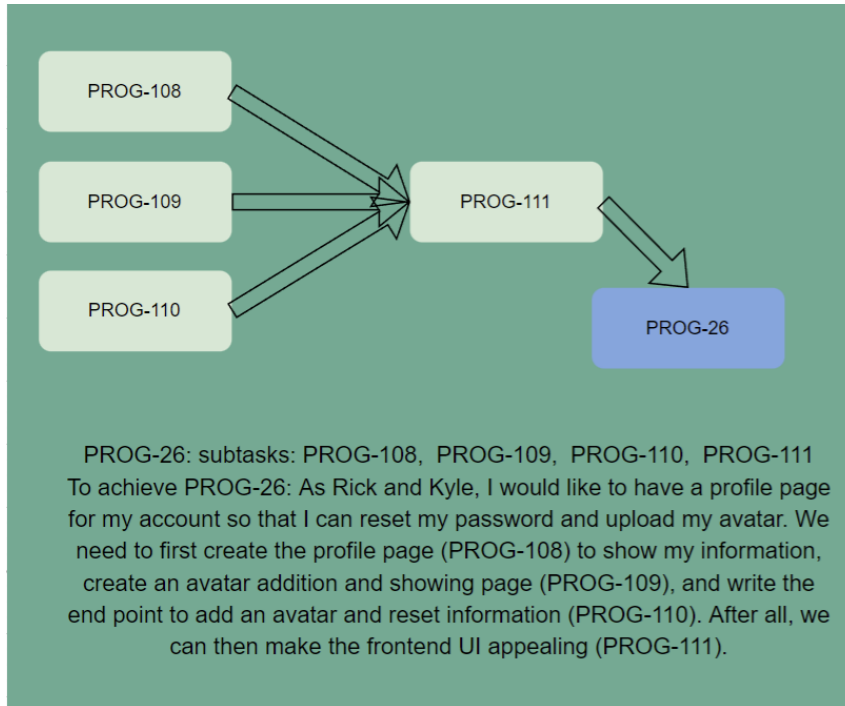 PROG-108
PROG-109
PROG-111
PROG-110
PROG-26
PROG-26: subtasks: PROG-108, PROG-109, PROG-110, PROG-111
To achieve PROG-26: As Rick and Kyle, I would like to have a profile page
for my account so that I can reset my password and upload my avatar. We
need to first create the profile page (PROG-108) to show my information,
create an avatar addition and showing page (PROG-109), and write the
end point to add an avatar and reset information (PROG-110). After all, we
can then make the frontend UI appealing (PROG-111).